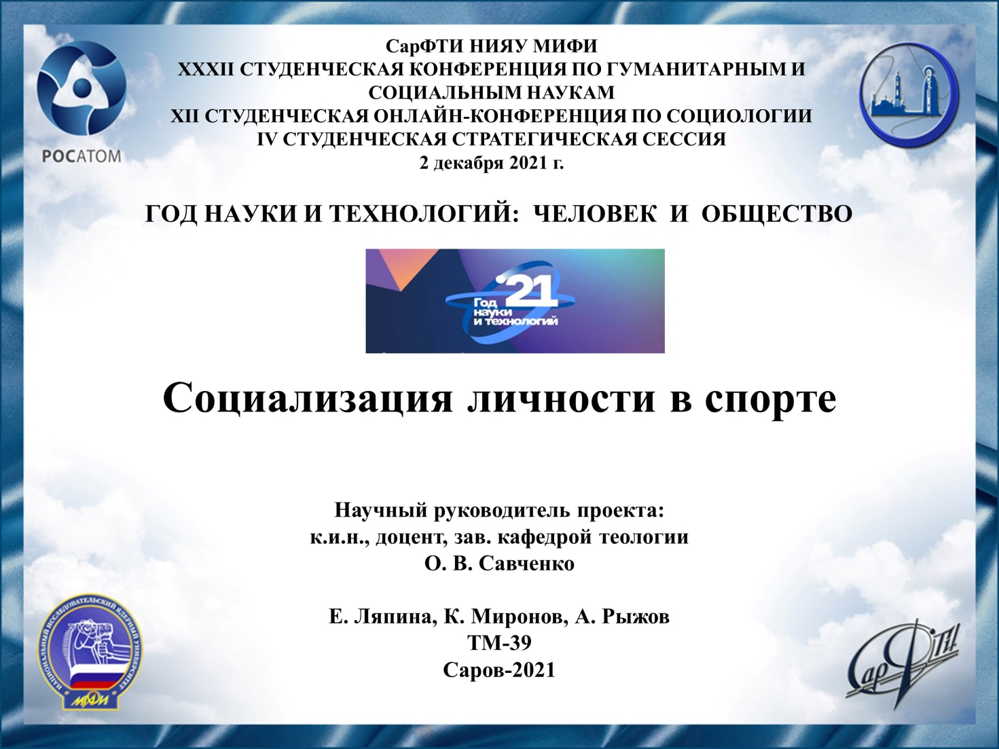 СарФТИ НИЯУ МИФИ
XXXII СТУДЕНЧЕСКАЯ КОНФЕРЕНЦИЯ ПО ГУМАНИТАРНЫМ И
СОЦИАЛЬНЫМ НАУКАМ
XII СТУДЕНЧЕСКАЯ ОНЛАЙН-КОНФЕРЕНЦИЯ ПО СОЦИОЛОГИИ
IV СТУДЕНЧЕСКАЯ СТРАТЕГИЧЕСКАЯ СЕССИЯ
2 декабря 2021 г.
РОСАТОМ
ГОД НАУКИ И ТЕХНОЛОГИЙ: ЧЕЛОВЕК И ОБЩЕСТВО
'21
Год
науки
и технологий
Социализация личности в спорте
Научный руководитель проекта:
к.и.н., доцент, зав. кафедрой теологии
О. В. Савченко
Е. Ляпина, К. Миронов, А. Рыжов
ТМ-39
Саров-2021
НАЦИОНАЛЬНЫЙ ИССЛЕДОВАТЕЛЬСКИЙ ЯДЕРНЫЙ УНИВЕРСИТЕТ
МИФИ
СарФТИ